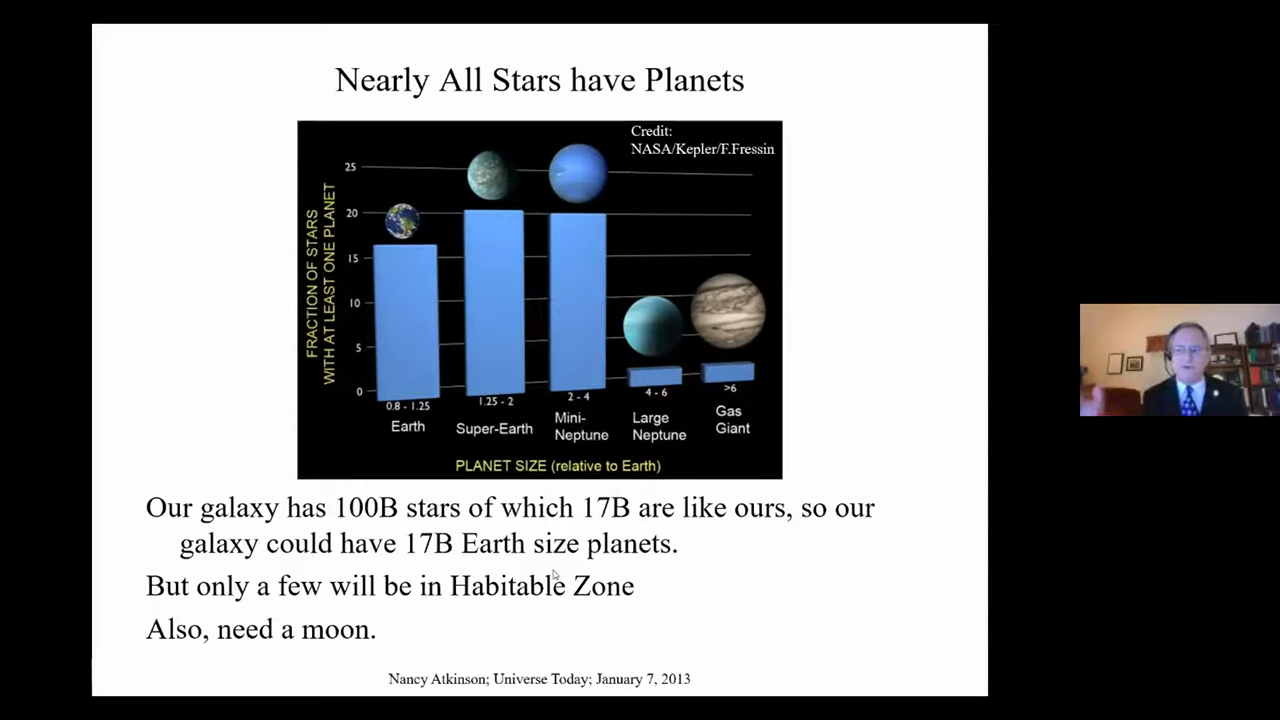 Nearly All Stars have Planets
Credit:
NASA/Kepler/F.Fressin
FRACTION OF STARS
WITH AT LEAST ONE PLANET
25
20
15
10
5
0
0.8 - 1.25
1.25 - 2
2 - 4
4 - 6
>6
Earth
Super-Earth
Mini-
Neptune
Large
Neptune
Gas
Giant
PLANET SIZE (relative to Earth)
Our galaxy has 100B stars of which 17B are like ours, so our
galaxy could have 17B Earth size planets.
But only a few will be in Habitable Zone
Also, need a moon.
Nancy Atkinson; Universe Today; January 7, 2013